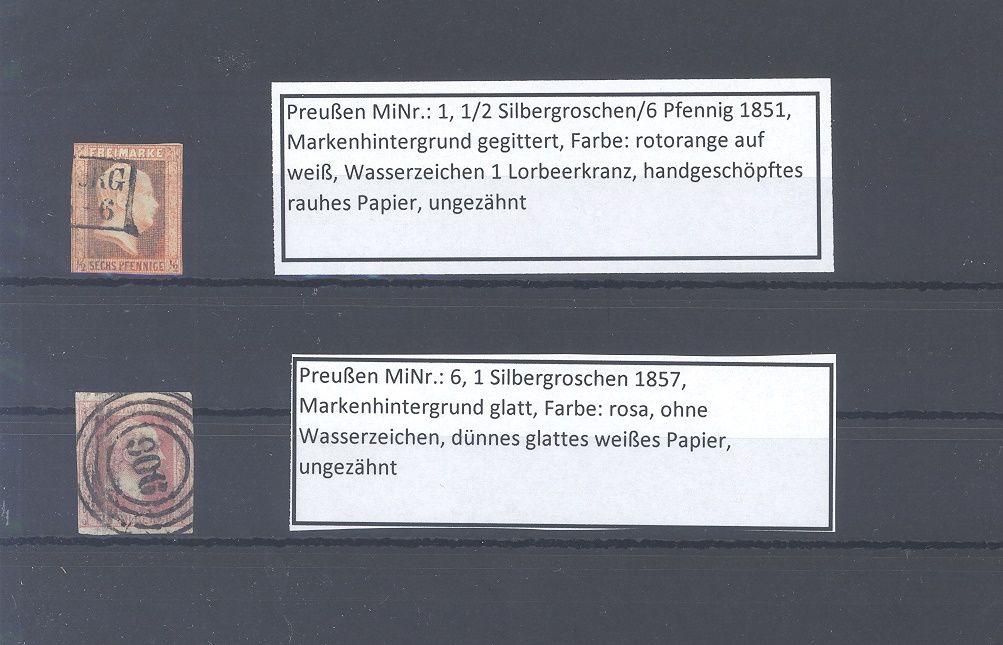 Preußen MiNr.: 1, 1/2 Silbergroschen/6 Pfennig 1851,
Markenhintergrund gegittert, Farbe: rotorange auf
weiß, Wasserzeichen 1 Lorbeerkranz, handgeschöpftes
rauhes Papier, ungezähnt
FREIMARKE
RG
6
½ SECHS PFENNIGE ½
Preußen MiNr.: 6, 1 Silbergroschen 1857,
Markenhintergrund glatt, Farbe: rosa, ohne
Wasserzeichen, dünnes glattes weißes Papier,
ungezähnt